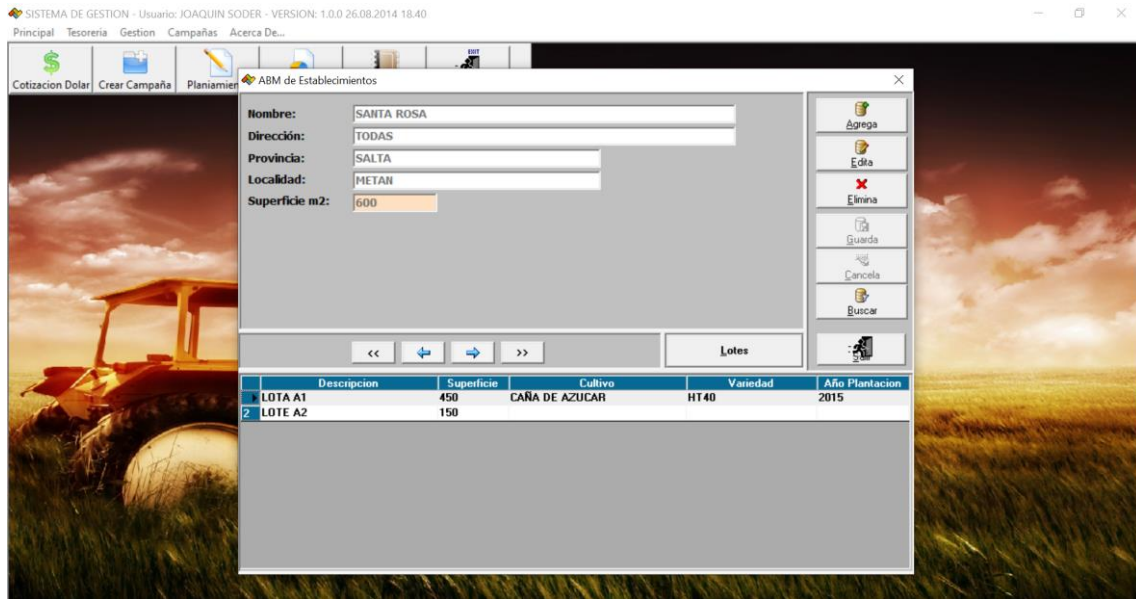 SISTEMA DE GESTION - Usuario: JOAQUIN SODER - VERSION: 1.0.0 26.08.2014 18.40
Principal Tesoreria Gestion Campañas Acerca De...
EXIT
Cotizacion Dolar Crear Campaña Planiamien
ABM de Establecimientos
Nombre: SANTA ROSA
Dirección: TODAS
Provincia: SALTA
Localidad: METAN
Superficie m2: 600
Agrega
Edita
Elimina
Guarda
Cancela
Buscar
<< >> Lotes
Descripcion Superficie Cultivo Variedad Año Plantacion
LOTA A1 450 CAÑA DE AZUCAR HT40 2015
2 LOTE A2 150